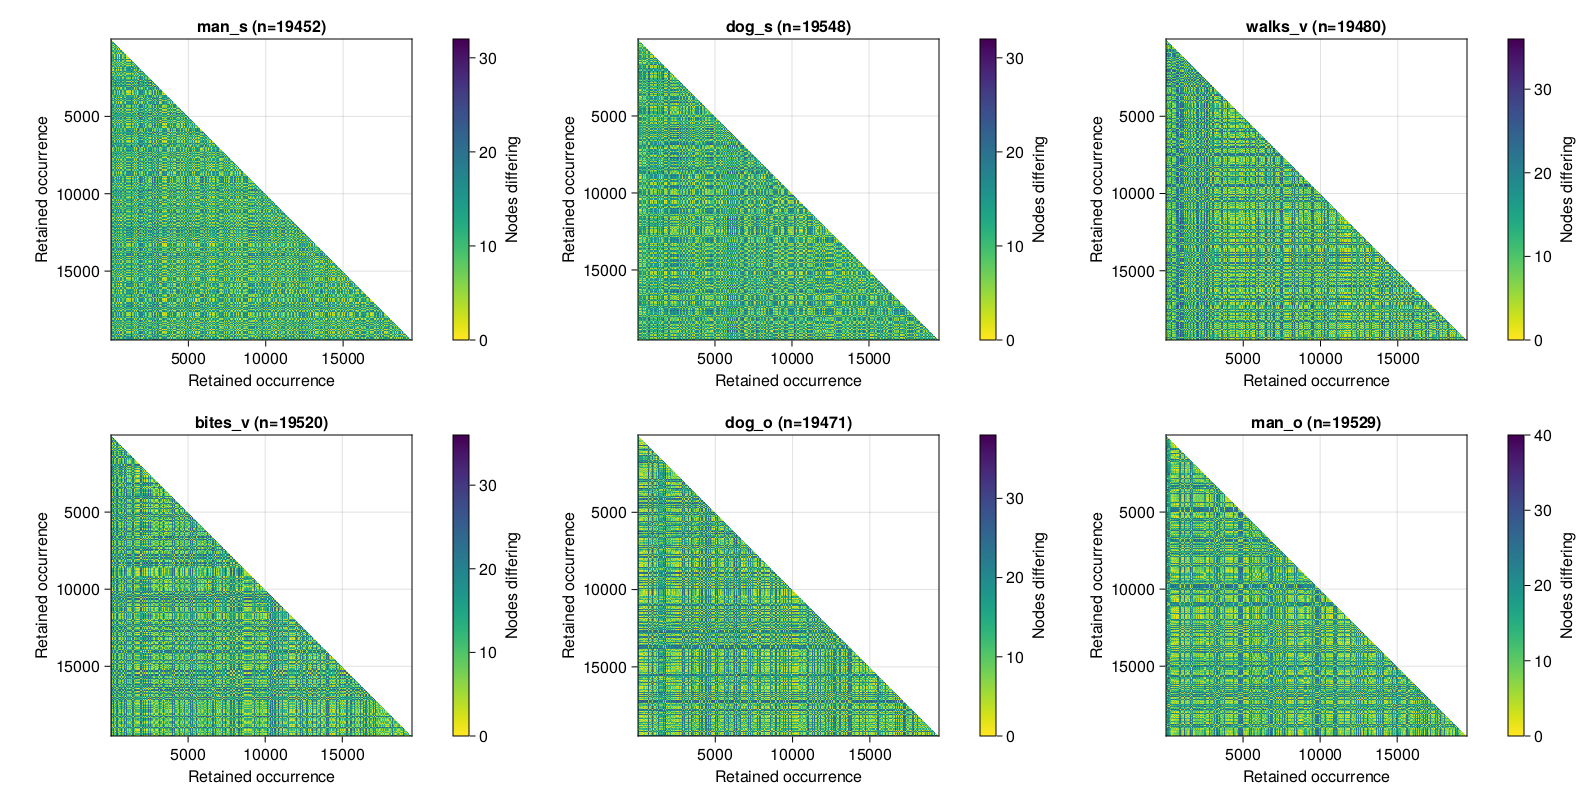 man_s (n=19452)
5000
10000
15000
5000 10000 15000
Retained occurrence
Retained occurrence
0
10
20
30
Nodes differing
dog_s (n=19548)
5000
10000
15000
5000 10000 15000
Retained occurrence
Retained occurrence
0
10
20
30
Nodes differing
walks_v (n=19480)
5000
10000
15000
5000 10000 15000
Retained occurrence
Retained occurrence
0
10
20
30
Nodes differing
bites_v (n=19520)
5000
10000
15000
5000 10000 15000
Retained occurrence
Retained occurrence
0
10
20
30
Nodes differing
dog_o (n=19471)
5000
10000
15000
5000 10000 15000
Retained occurrence
Retained occurrence
0
10
20
30
Nodes differing
man_o (n=19529)
5000
10000
15000
5000 10000 15000
Retained occurrence
Retained occurrence
0
10
20
30
40
Nodes differing